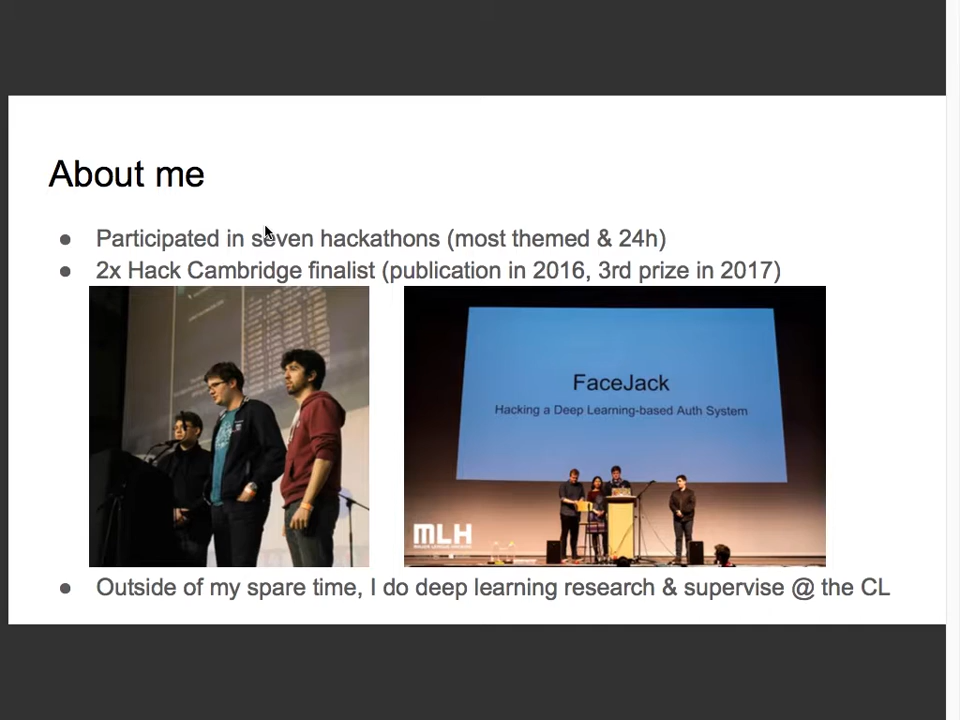 About me
● Participated in seven hackathons (most themed & 24h)
● 2x Hack Cambridge finalist (publication in 2016, 3rd prize in 2017)
FaceJack
Hacking a Deep Learning-based Auth System
MLH
● Outside of my spare time, I do deep learning research & supervise @ the CL